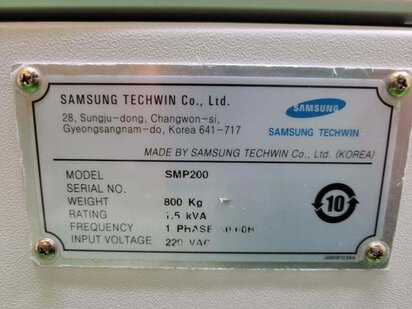 SAMSUNG TECHWIN Co., Ltd.
28, Sungju-dong, Changwon-si,
Gyeongsangnam-do, Korea 641-717
SAMSUNG
SAMSUNG TECHWIN
MADE BY SAMSUNG TECHWIN Co., Ltd. (KOREA)
MODEL SMP200
SERIAL NO.
WEIGHT 800 Kg
RATING 1.5 kVA
FREQUENCY 1 PHASE
INPUT VOLTAGE 220 VAC
10